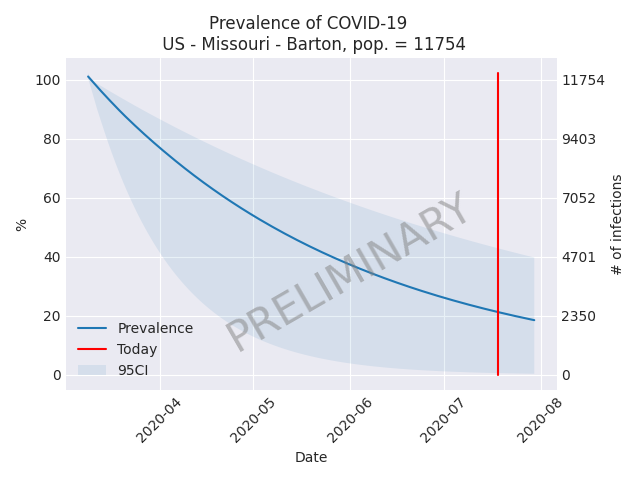 Prevalence of COVID-19
US - Missouri - Barton, pop. = 11754
100
80
60
40
20
0
%
11754
9403
7052
4701
2350
0
# of infections
PRELIMINARY
Prevalence
Today
95CI
2020-04
2020-05
2020-06
2020-07
2020-08
Date